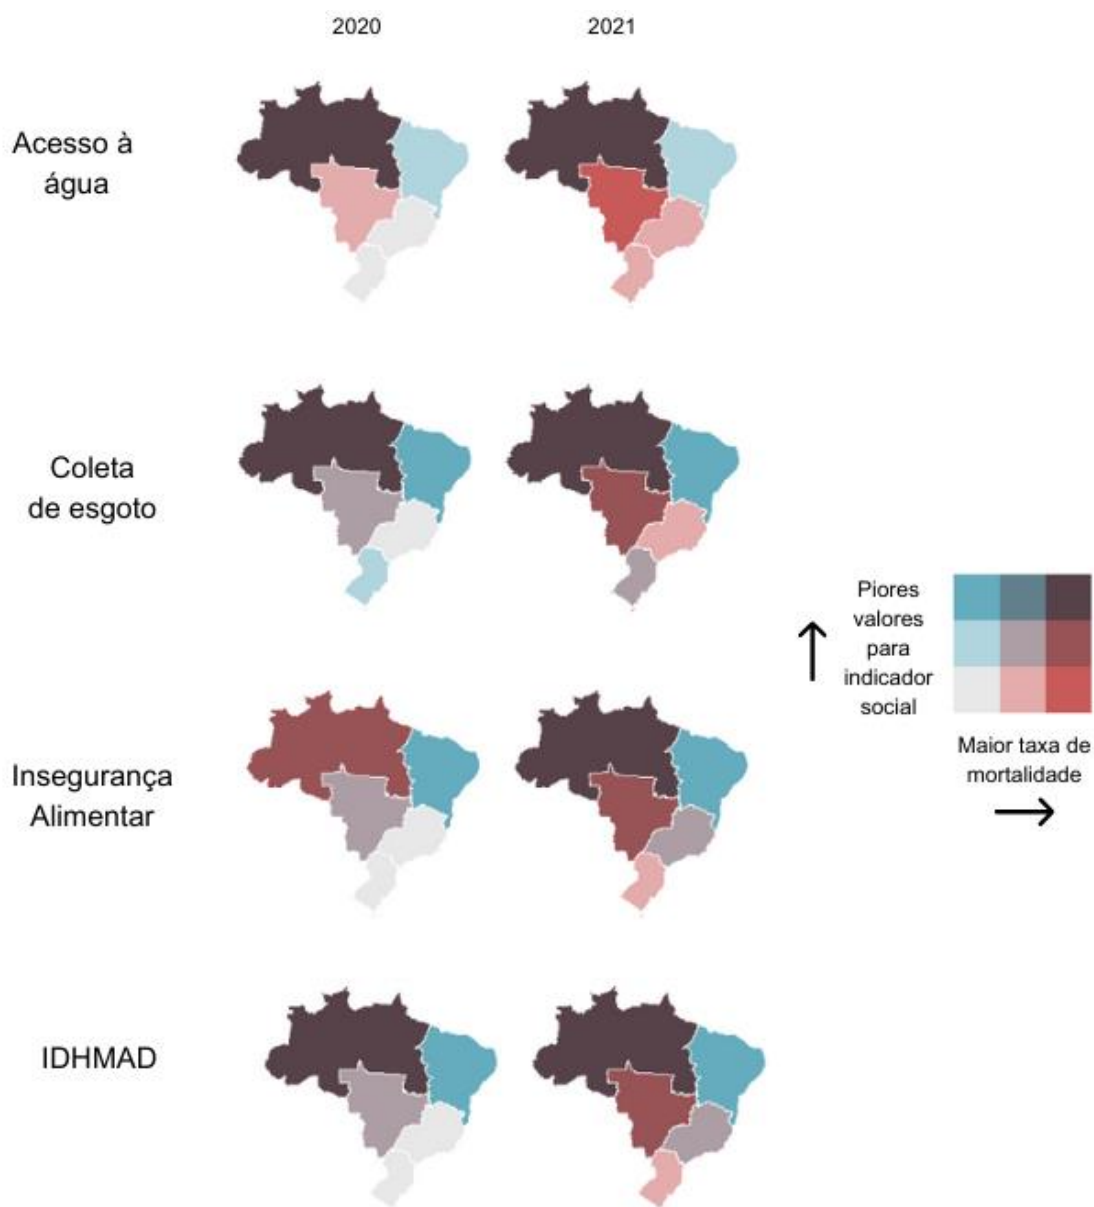 2020
2021
Acesso à
água
Coleta
de esgoto
Piores
valores
para
indicador
social
Maior taxa de
mortalidade
Insegurança
Alimentar
IDHMAD